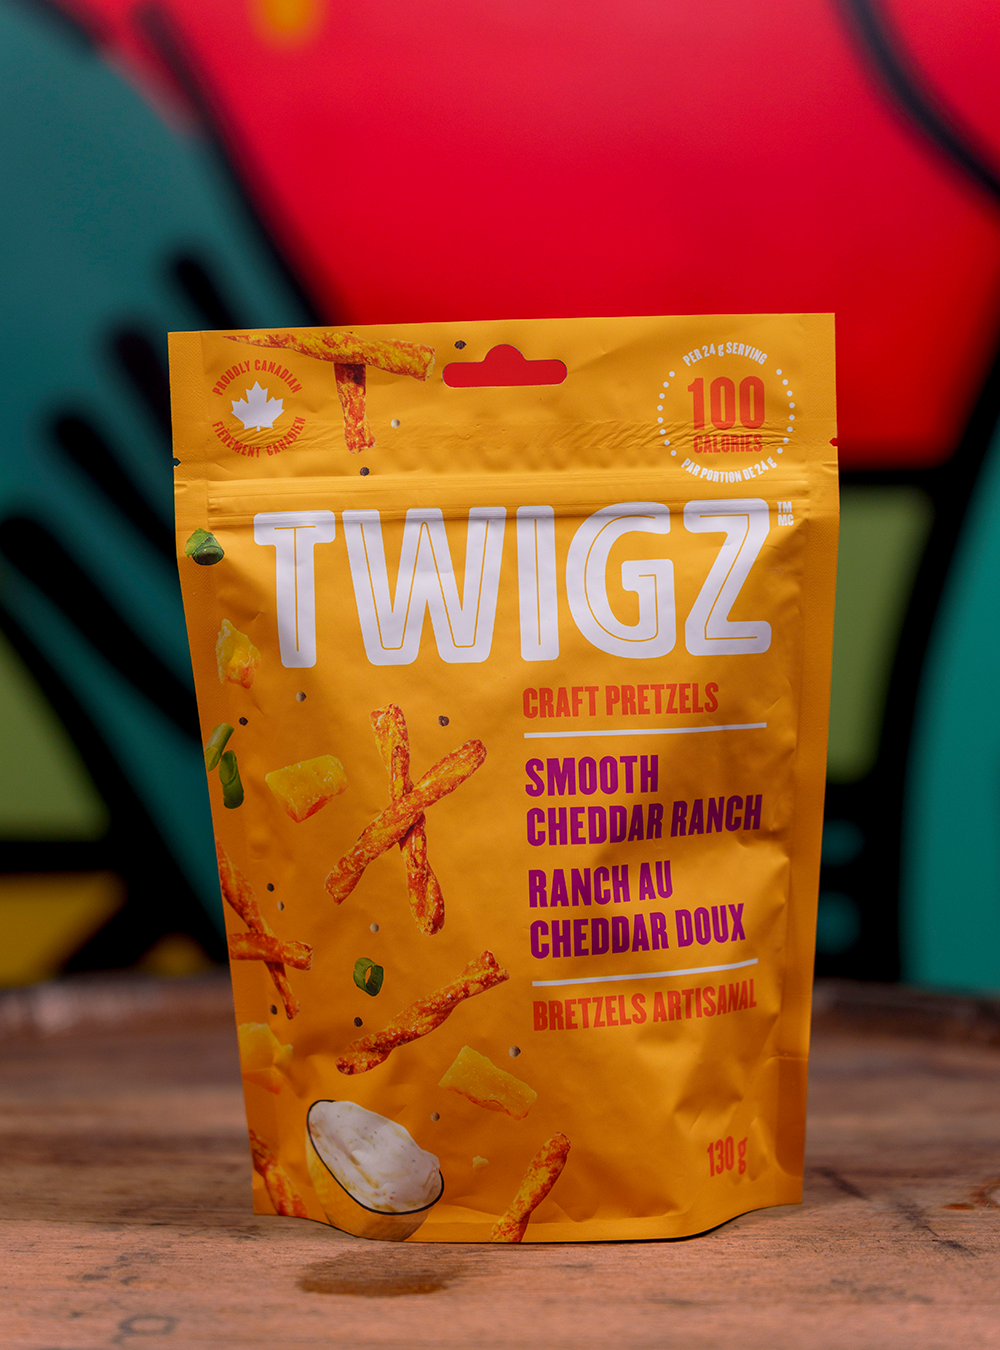 PROUDLY CANADIAN
FIÈREMENT CANADIEN
PER 24 g SERVING
100
CALORIES
PAR PORTION DE 24 g
TWIGZ
TM
MC
CRAFT PRETZELS
SMOOTH
CHEDDAR RANCH
RANCH AU
CHEDDAR DOUX
BRETZELS ARTISANAL
130 g